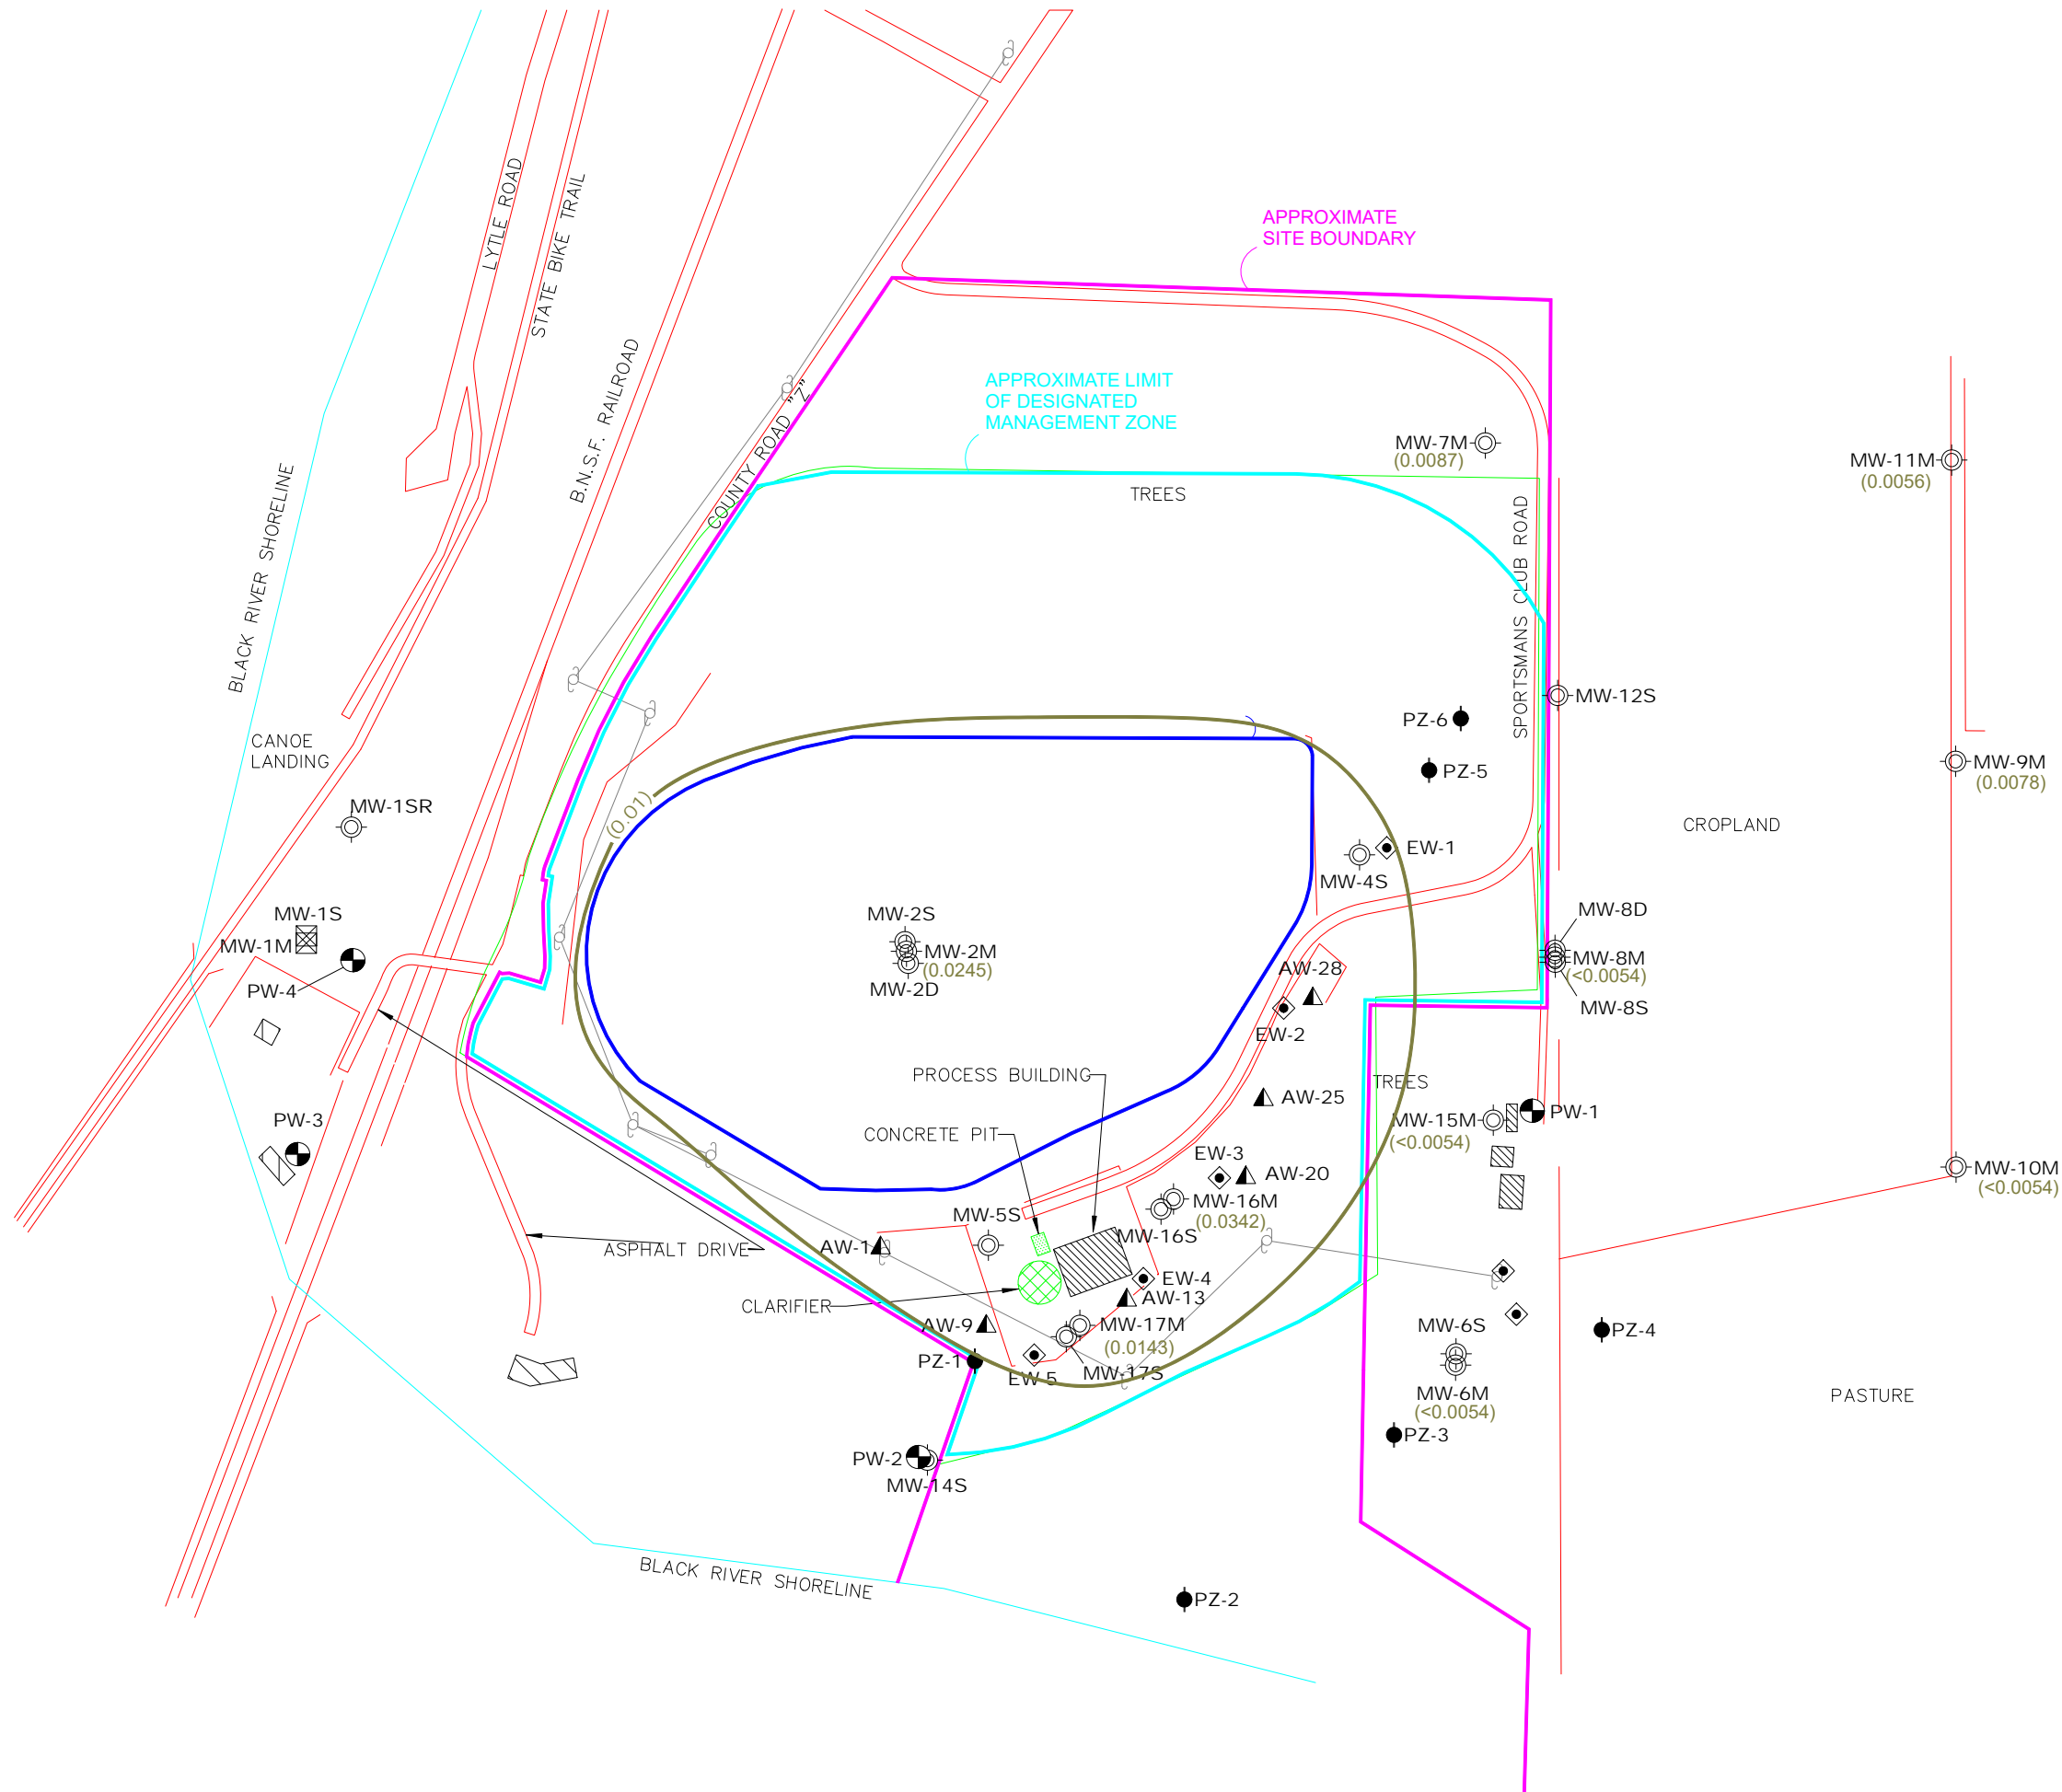 APPROXIMATE
SITE BOUNDARY
LYTLE ROAD
STATE BIKE TRAIL
B.N.S.F. RAILROAD
COUNTY ROAD "Z"
APPROXIMATE LIMIT
OF DESIGNATED
MANAGEMENT ZONE
TREES
MW-7M
(0.0087)
MW-11M
(0.0056)
SPORTSMANS CLUB ROAD
BLACK RIVER SHORELINE
MW-12S
PZ-6
PZ-5
MW-9M
(0.0078)
CANOE
LANDING
MW-1SR
(0.01)
CROPLAND
EW-1
MW-4S
MW-1S
MW-1M
PW-4
MW-2S
MW-2M
(0.0245)
MW-2D
MW-8D
MW-8M
(<0.0054)
MW-8S
AW-28
EW-2
PROCESS BUILDING
TREES
AW-25
MW-15M
(<0.0054)
PW-1
PW-3
CONCRETE PIT
EW-3
AW-20
MW-10M
(<0.0054)
MW-16M
(0.0342)
MW-16S
MW-5S
AW-1
ASPHALT DRIVE
EW-4
CLARIFIER
AW-13
AW-9
MW-17M
(0.0143)
MW-17S
MW-6S
PZ-4
PZ-1
EW-5
MW-6M
(<0.0054)
PASTURE
PZ-3
PW-2
MW-14S
BLACK RIVER SHORELINE
PZ-2